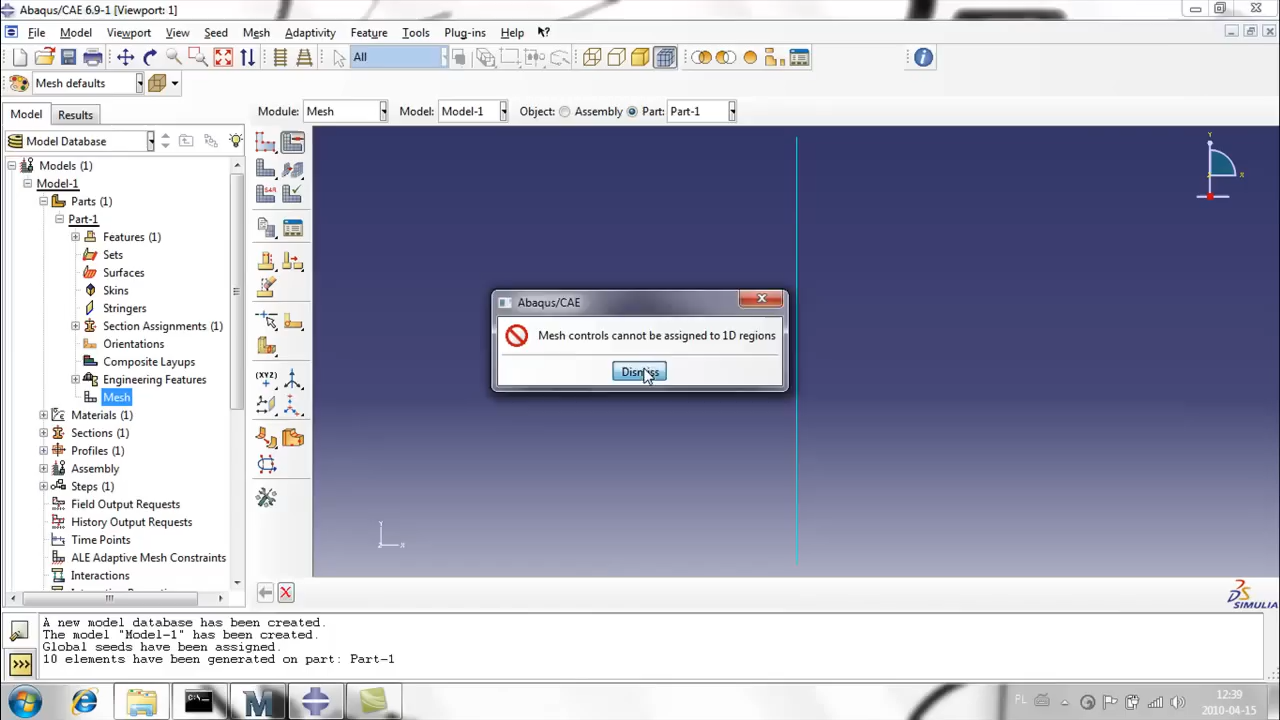 Abaqus/CAE 6.9-1 [Viewport: 1]
File Model Viewport View Seed Mesh Adaptivity Feature Tools Plug-ins Help
All
Mesh defaults
Model Results
Module: Mesh Model: Model-1 Object: Assembly Part: Part-1
Model Database
Models (1)
Model-1
Parts (1)
Part-1
Features (1)
Sets
Surfaces
Skins
Stringers
Section Assignments (1)
Orientations
Composite Layups
Engineering Features
Mesh
Materials (1)
Sections (1)
Profiles (1)
Assembly
Steps (1)
Field Output Requests
History Output Requests
Time Points
ALE Adaptive Mesh Constraints
Interactions
(XYZ)
Y
X
Y
Z X
Abaqus/CAE
Mesh controls cannot be assigned to 1D regions
Dismiss
SIMULIA
A new model database has been created.
The model "Model-1" has been created.
Global seeds have been assigned.
10 elements have been generated on part: Part-1
>>>
PL
12:39
2010-04-15